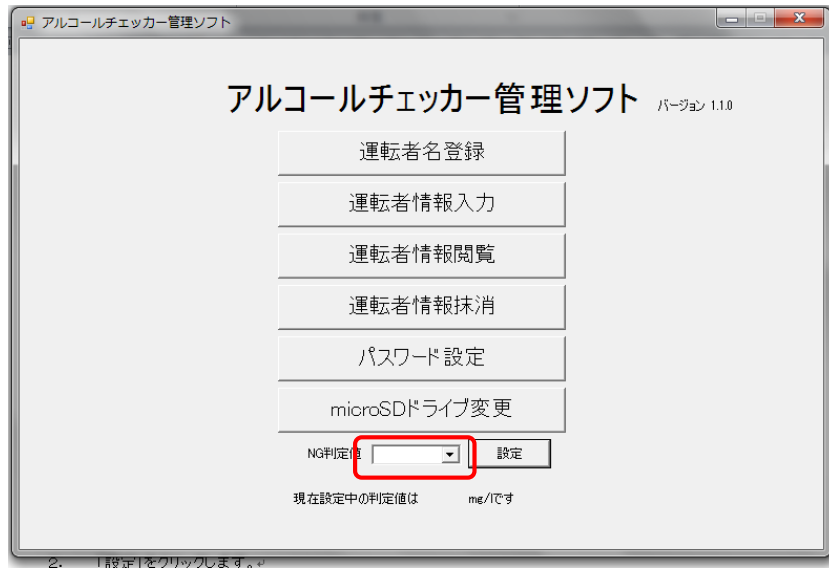 アルコールチェッカー管理ソフト
アルコールチェッカー管理ソフト バージョン 1.1.0
運転者名登録
運転者情報入力
運転者情報閲覧
運転者情報抹消
パスワード設定
microSDドライブ変更
NG判定値 設定
現在設定中の判定値は mg/lです
2. 「設定」をクリックします。